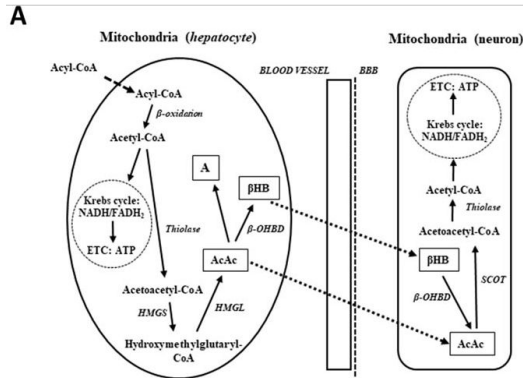 A
Mitochondria (hepatocyte)
Mitochondria (neuron)
Acyl-CoA
Acyl-CoA
β-oxidation
Acetyl-CoA
Krebs cycle:
NADH/FADH₂
ETC: ATP
Thiolase
A
βHB
β-OHBD
AcAc
Acetoacetyl-CoA
HMGS
HMGL
Hydroxymethylglutaryl-
CoA
BLOOD VESSEL
BBB
ETC: ATP
Krebs cycle:
NADH/FADH₂
Acetyl-CoA
Thiolase
Acetoacetyl-CoA
βHB
β-OHBD
SCOT
AcAc